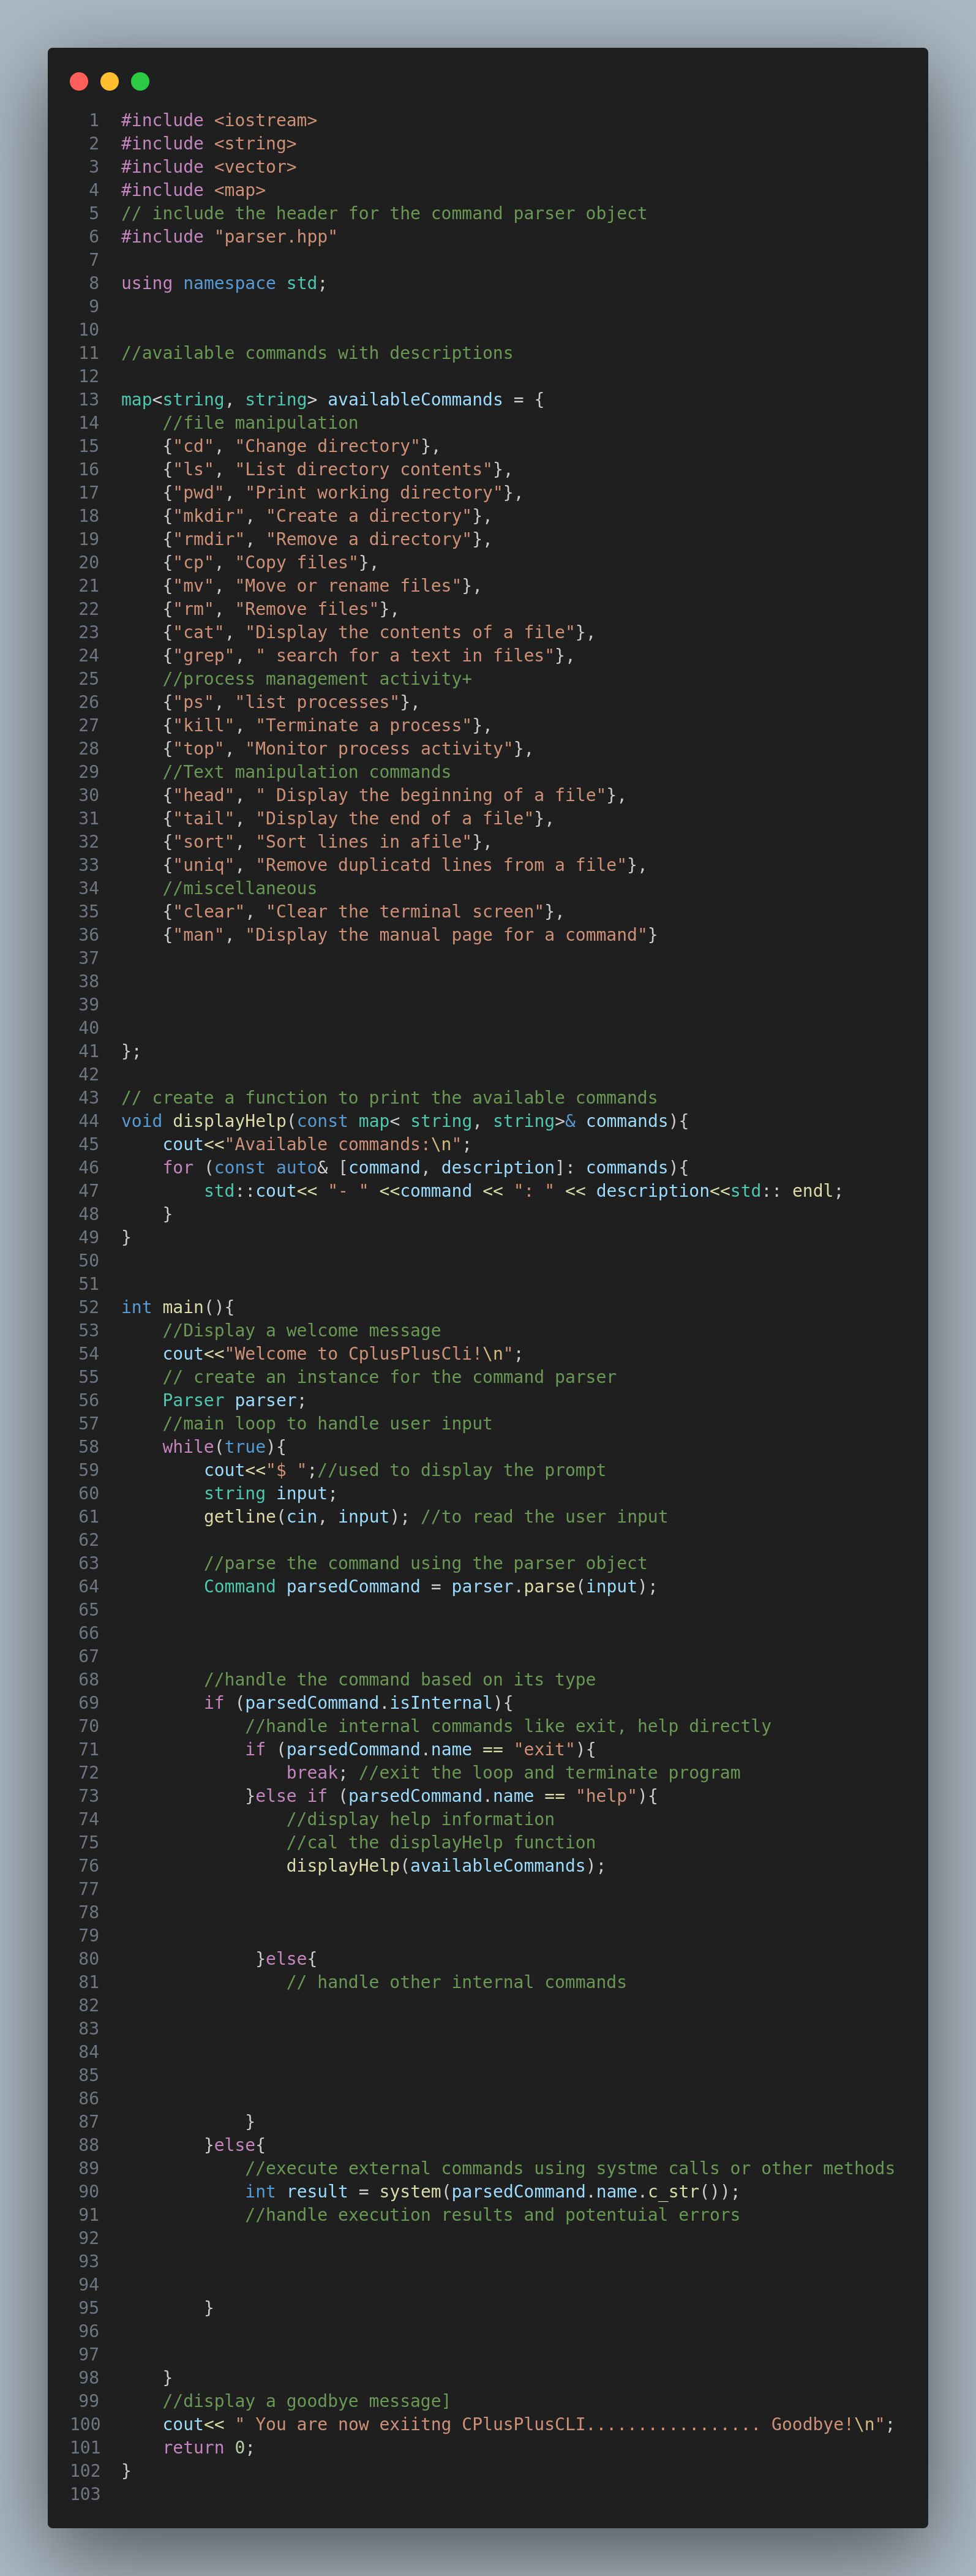 1 #include <iostream>
2 #include <string>
3 #include <vector>
4 #include <map>
5 // include the header for the command parser object
6 #include "parser.hpp"
7
8 using namespace std;
9
10
11 //available commands with descriptions
12
13 map<string, string> availableCommands = {
14     //file manipulation
15     {"cd", "Change directory"},
16     {"ls", "List directory contents"},
17     {"pwd", "Print working directory"},
18     {"mkdir", "Create a directory"},
19     {"rmdir", "Remove a directory"},
20     {"cp", "Copy files"},
21     {"mv", "Move or rename files"},
22     {"rm", "Remove files"},
23     {"cat", "Display the contents of a file"},
24     {"grep", " search for a text in files"},
25     //process management activity+
26     {"ps", "list processes"},
27     {"kill", "Terminate a process"},
28     {"top", "Monitor process activity"},
29     //Text manipulation commands
30     {"head", " Display the beginning of a file"},
31     {"tail", "Display the end of a file"},
32     {"sort", "Sort lines in afile"},
33     {"uniq", "Remove duplicatd lines from a file"},
34     //miscellaneous
35     {"clear", "Clear the terminal screen"},
36     {"man", "Display the manual page for a command"}
37
38
39
40
41 };
42
43 // create a function to print the available commands
44 void displayHelp(const map< string, string>& commands){
45     cout<<"Available commands:\n";
46     for (const auto& [command, description]: commands){
47         std::cout<< "- " <<command << ": " << description<<std:: endl;
48     }
49 }
50
51
52 int main(){
53     //Display a welcome message
54     cout<<"Welcome to CplusPlusCli!\n";
55     // create an instance for the command parser
56     Parser parser;
57     //main loop to handle user input
58     while(true){
59         cout<<"$ ";//used to display the prompt
60         string input;
61         getline(cin, input); //to read the user input
62
63         //parse the command using the parser object
64         Command parsedCommand = parser.parse(input);
65
66
67
68         //handle the command based on its type
69         if (parsedCommand.isInternal){
70             //handle internal commands like exit, help directly
71             if (parsedCommand.name == "exit"){
72                 break; //exit the loop and terminate program
73             }else if (parsedCommand.name == "help"){
74                 //display help information
75                 //cal the displayHelp function
76                 displayHelp(availableCommands);
77
78
79
80              }else{
81                 // handle other internal commands
82
83
84
85
86
87             }
88         }else{
89             //execute external commands using systme calls or other methods
90             int result = system(parsedCommand.name.c_str());
91             //handle execution results and potentuial errors
92
93
94
95         }
96
97
98     }
99     //display a goodbye message]
100     cout<< " You are now exiitng CPlusPlusCLI................. Goodbye!\n";
101     return 0;
102 }
103